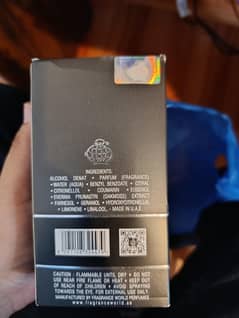 INGREDIENTS:
ALCOHOL DENAT • PARFUM (FRAGRANCE)
• WATER (AQUA) • BENZYL BENZOATE • CITRAL
• CITRONELLOL • COUMARIN • EUGENOL
• EVERNIA PRUNASTRI (OAKMOSS) EXTRACT
• FARNESOL • GERANIOL • HYDROXYCITRONELLAL
• LIMONENE • LINALOOL. - MADE IN U.A.E.
CAUTION : FLAMMABLE UNTIL DRY • DO NOT
USE NEAR FIRE FLAME OR HEAT • KEEP OUT
OF REACH OF CHILDREN • AVOID SPRAYING
TOWARDS THE EYE. FOR EXTERNAL USE ONLY
MANUFACTURED BY FRAGRANCE WORLD PERFUMES
www.fragranceworld.ae